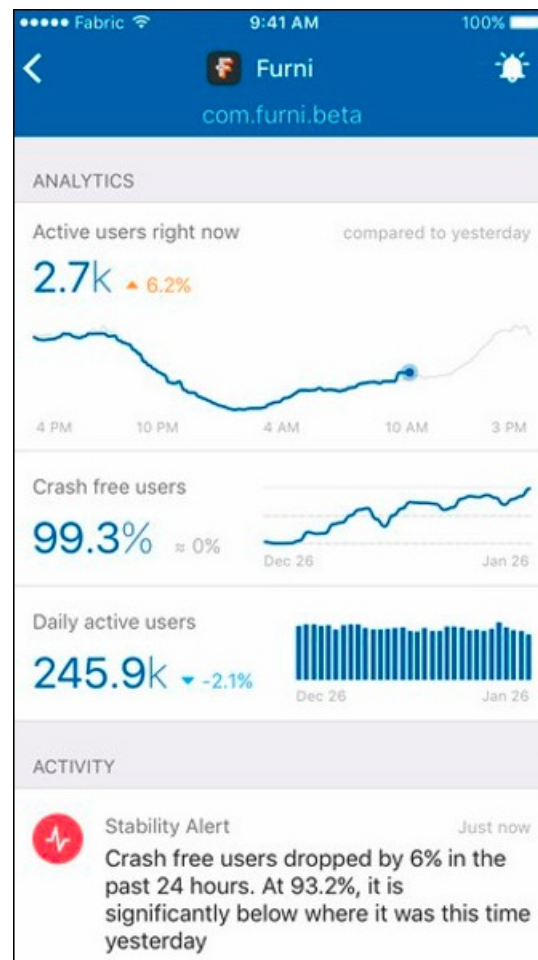 Fabric 9:41 AM 100%
Furni
com.furni.beta
ANALYTICS
Active users right now compared to yesterday
2.7k ▲ 6.2%
4 PM 10 PM 4 AM 10 AM 3 PM
Crash free users
99.3% ≈ 0%
Dec 26 Jan 26
Daily active users
245.9k ▼ -2.1%
Dec 26 Jan 26
ACTIVITY
Stability Alert Just now
Crash free users dropped by 6% in the
past 24 hours. At 93.2%, it is
significantly below where it was this time
yesterday